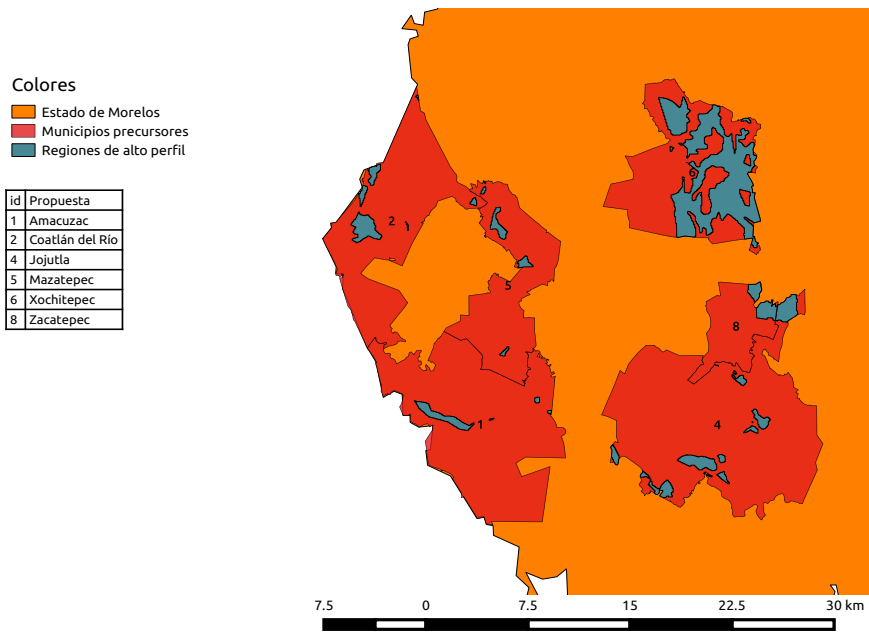 Colores
Estado de Morelos
Municipios precursores
Regiones de alto perfil
id Propuesta
1 Amacuzac
2 Coatlán del Río
4 Jojutla
5 Mazatepec
6 Xochitepec
8 Zacatepec
6
2
5
8
1
4
7.5 0 7.5 15 22.5 30 km